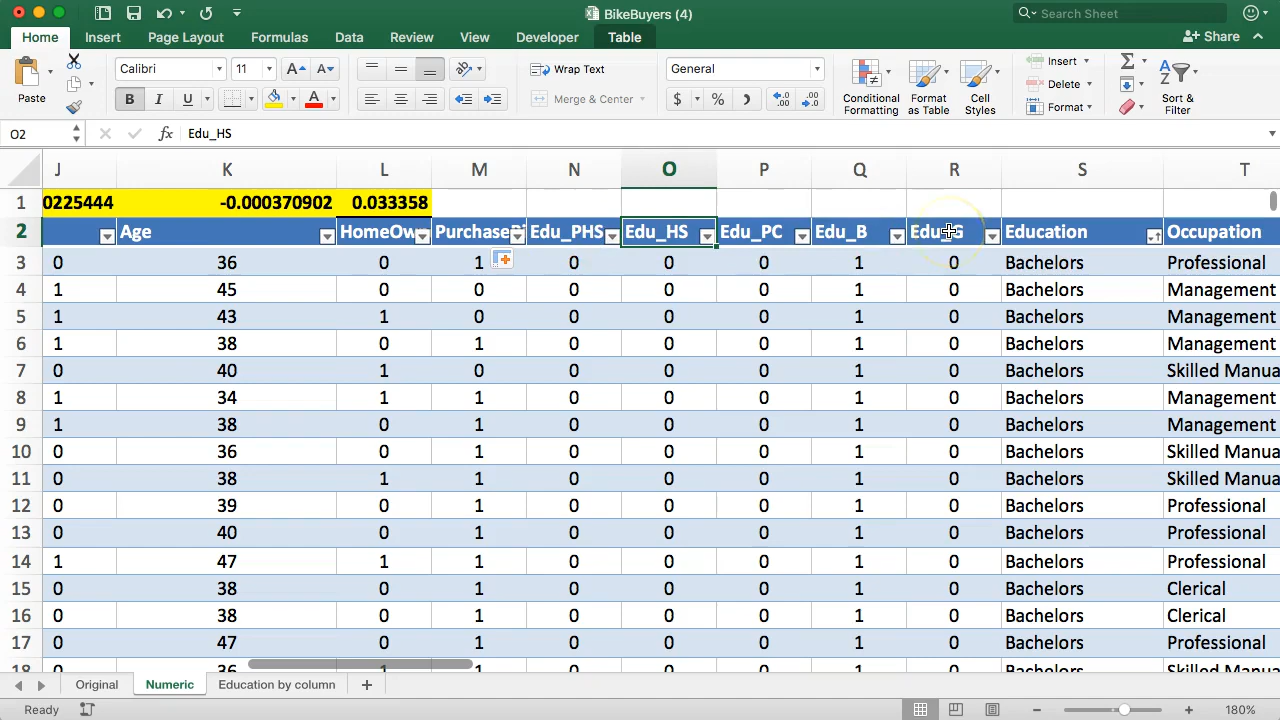 BikeBuyers (4)
Search Sheet
Home Insert Page Layout Formulas Data Review View Developer Table
Share
Paste
Calibri 11 A A
Wrap Text
General
Conditional Formatting
Format as Table
Cell Styles
Insert
Delete
Format
Sort & Filter
B I U A
Merge & Center
$ %
O2 fx Edu_HS
J K L M N O P Q R S T
1 0225444 -0.000370902 0.033358
2 Age HomeOw Purchase Edu_PHS Edu_HS Edu_PC Edu_B Edu_G Education Occupation
3 0 36 0 1 0 0 0 1 0 Bachelors Professional
4 1 45 0 0 0 0 0 1 0 Bachelors Management
5 1 43 1 0 0 0 0 1 0 Bachelors Management
6 1 38 0 1 0 0 0 1 0 Bachelors Management
7 0 40 1 0 0 0 0 1 0 Bachelors Skilled Manua
8 1 34 1 1 0 0 0 1 0 Bachelors Management
9 1 38 0 1 0 0 0 1 0 Bachelors Management
10 0 36 0 1 0 0 0 1 0 Bachelors Skilled Manua
11 0 38 1 1 0 0 0 1 0 Bachelors Skilled Manua
12 0 39 0 1 0 0 0 1 0 Bachelors Professional
13 0 40 0 1 0 0 0 1 0 Bachelors Professional
14 1 47 1 1 0 0 0 1 0 Bachelors Professional
15 0 38 0 1 0 0 0 1 0 Bachelors Clerical
16 0 38 0 1 0 0 0 1 0 Bachelors Clerical
17 0 47 0 1 0 0 0 1 0 Bachelors Professional
18 0 36 1 1 0 0 0 1 0 Bachelors Skilled Manua
Original Numeric Education by column
Ready 180%